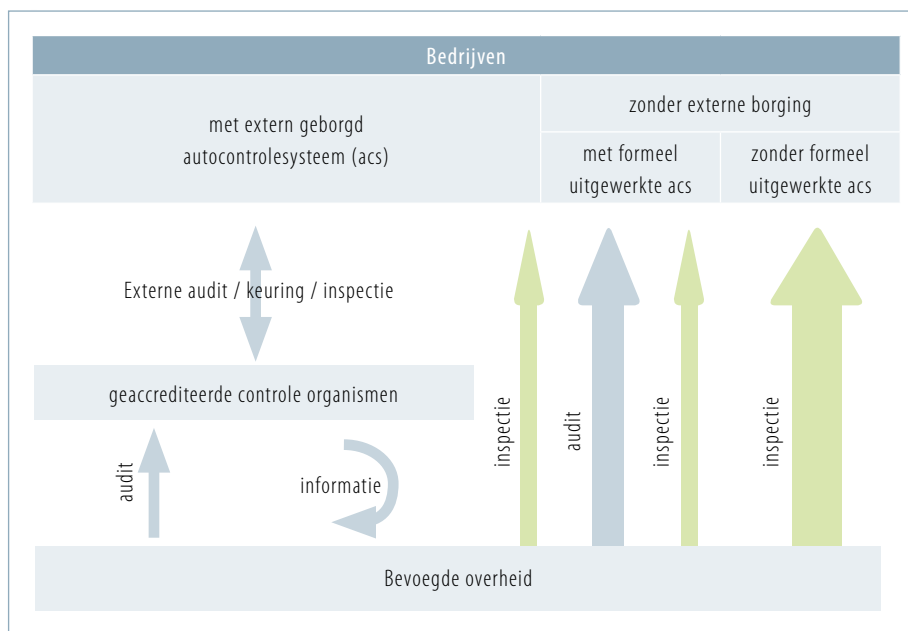 Bedrijven
met extern geborgd
autocontrolesysteem (acs)
zonder externe borging
met formeel
uitgewerkte acs
zonder formeel
uitgewerkte acs
Externe audit / keuring / inspectie
geaccrediteerde controle organismen
audit
informatie
inspectie
audit
inspectie
inspectie
Bevoegde overheid